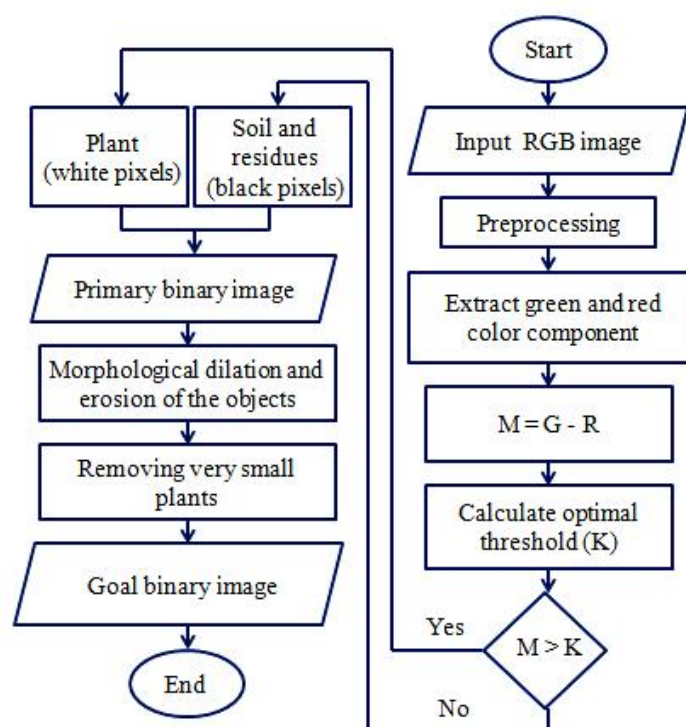 Start
Input RGB image
Preprocessing
Extract green and red
color component
M = G - R
Calculate optimal
threshold (K)
M > K
Yes
No
Plant
(white pixels)
Soil and
residues
(black pixels)
Primary binary image
Morphological dilation and
erosion of the objects
Removing very small
plants
Goal binary image
End